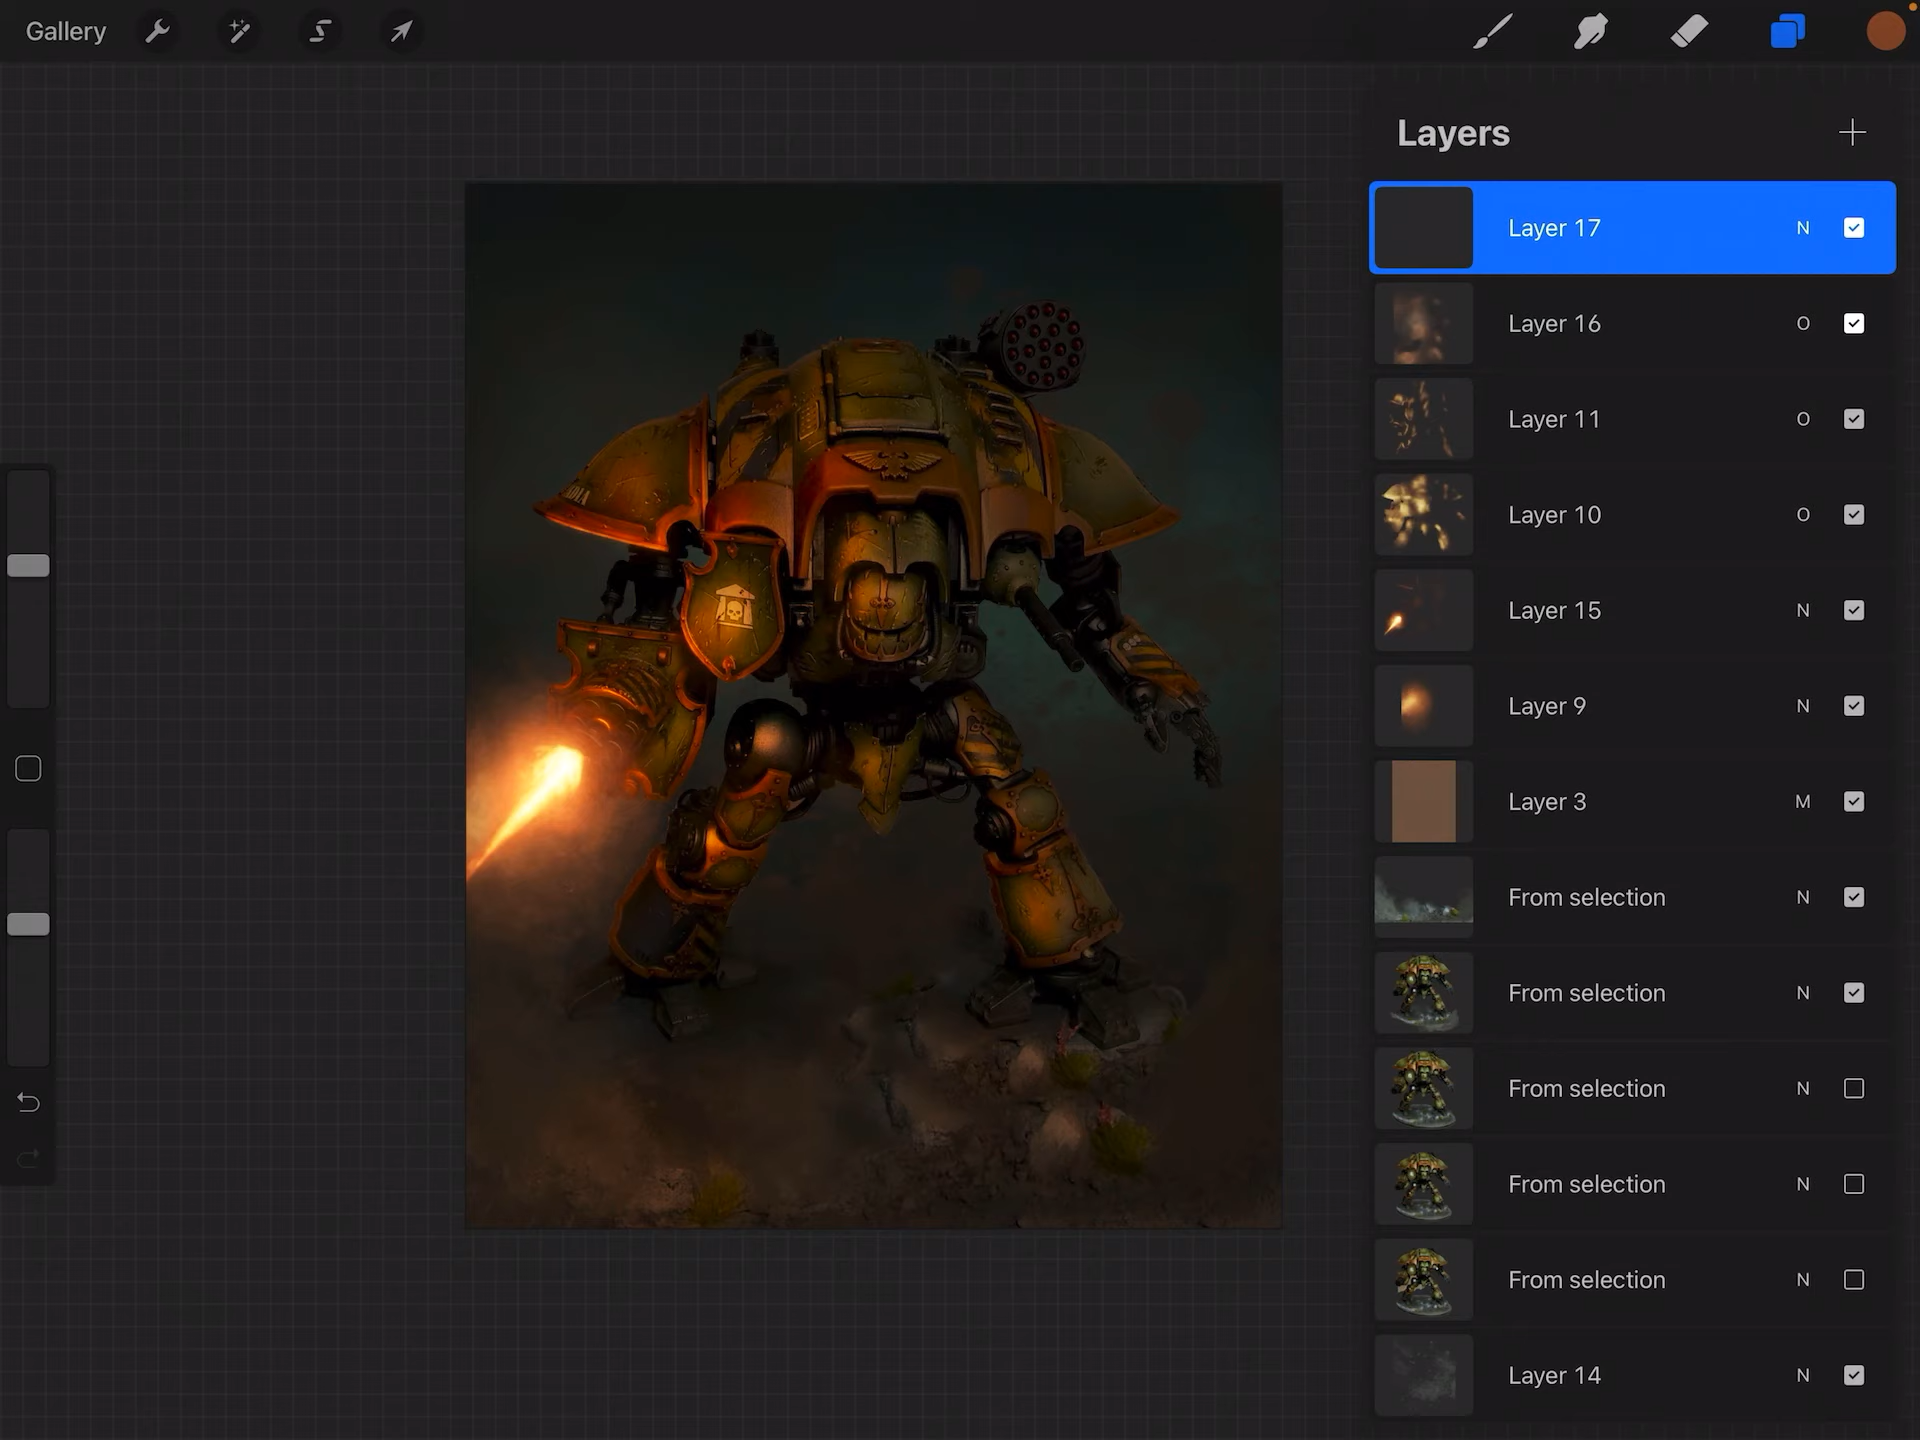 Gallery
Layers
Layer 17 N
Layer 16 O
Layer 11 O
Layer 10 O
Layer 15 N
Layer 9 N
Layer 3 M
From selection N
From selection N
From selection N
From selection N
From selection N
Layer 14 N